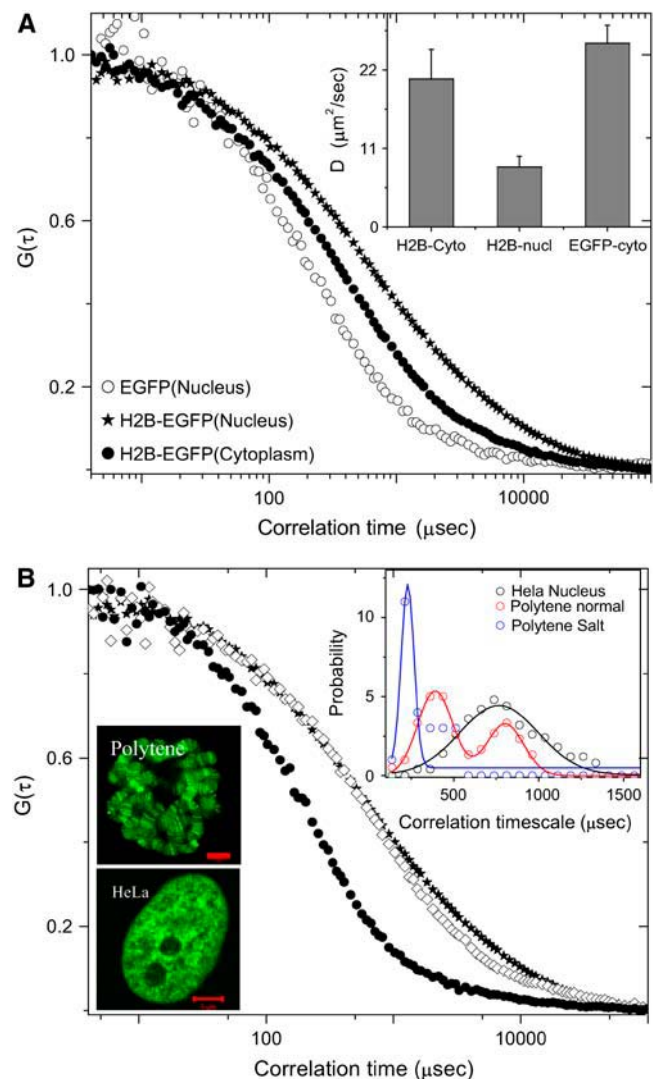 A
1.0
0.6
0.2
G(τ)
100
10000
Correlation time (μsec)
EGFP(Nucleus)
H2B-EGFP(Nucleus)
H2B-EGFP(Cytoplasm)
22
11
0
D (μm²/sec)
H2B-Cyto
H2B-nucl
EGFP-cyto
B
1.0
0.6
0.2
G(τ)
100
10000
Correlation time (μsec)
Polytene
HeLa
10
5
0
Probability
Hela Nucleus
Polytene normal
Polytene Salt
500
1000
1500
Correlation timescale (μsec)